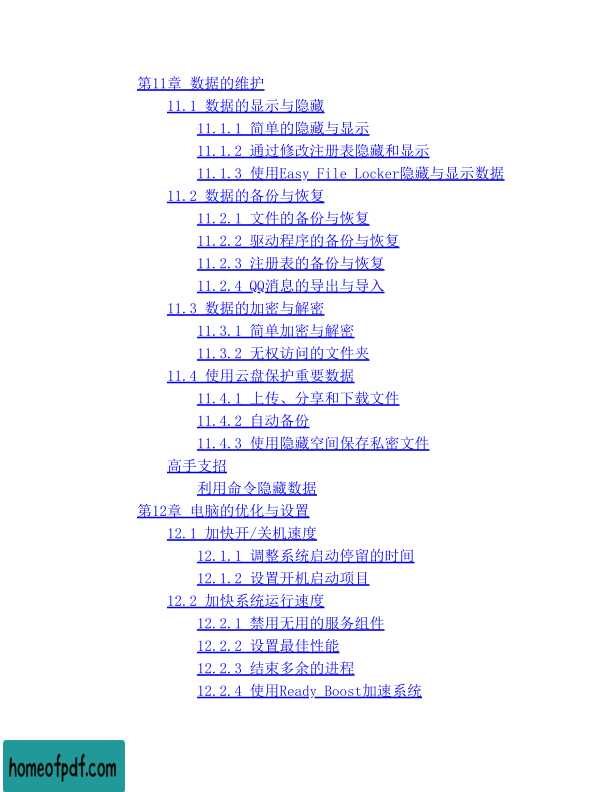 第11章 数据的维护
11.1 数据的显示与隐藏
11.1.1 简单的隐藏与显示
11.1.2 通过修改注册表隐藏和显示
11.1.3 使用Easy File Locker隐藏与显示数据
11.2 数据的备份与恢复
11.2.1 文件的备份与恢复
11.2.2 驱动程序的备份与恢复
11.2.3 注册表的备份与恢复
11.2.4 QQ消息的导出与导入
11.3 数据的加密与解密
11.3.1 简单加密与解密
11.3.2 无权访问的文件夹
11.4 使用云盘保护重要数据
11.4.1 上传、分享和下载文件
11.4.2 自动备份
11.4.3 使用隐藏空间保存私密文件
高手支招
利用命令隐藏数据
第12章 电脑的优化与设置
12.1 加快开/关机速度
12.1.1 调整系统启动停留的时间
12.1.2 设置开机启动项目
12.2 加快系统运行速度
12.2.1 禁用无用的服务组件
12.2.2 设置最佳性能
12.2.3 结束多余的进程
12.2.4 使用Ready Boost加速系统
homeofpdf.com